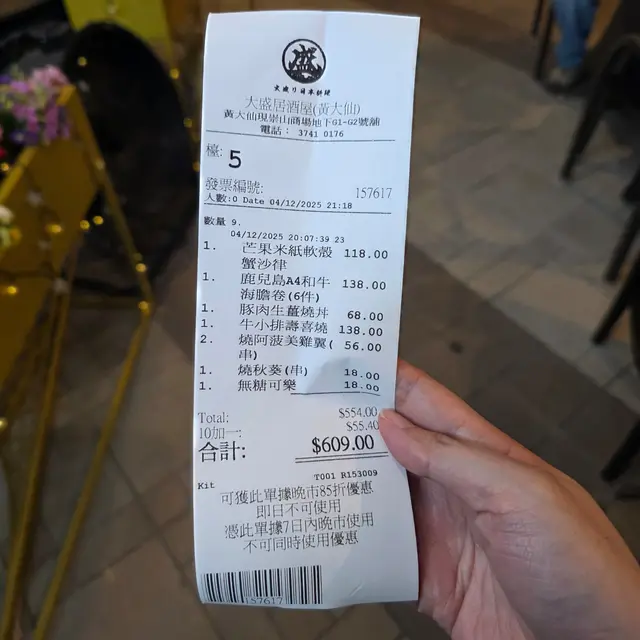 盛
大盛り日本料理
大盛居酒屋(黃大仙)
黃大仙現崇山商場地下G1-G2號舖
電話: 3741 0176
檯: 5
發票編號: 157617
人數:0 Date 04/12/2025 21:18
數量 9.
04/12/2025 20:07:39 23
1. 芒果米紙軟殼 118.00
蟹沙律
1. 鹿兒島A4和牛 138.00
海膽卷(6件)
1. 豚肉生薑燒丼 68.00
1. 牛小排壽喜燒 138.00
2. 燒阿波美雞翼( 56.00
串)
1. 燒秋葵(串) 18.00
1. 無糖可樂 18.00
Total: $554.00
10加一: $55.40
合計: $609.00
T001 R153009
Kit
可獲此單據晚市85折優惠
即日不可使用
憑此單據7日內晚市使用
不可同時使用優惠
157617